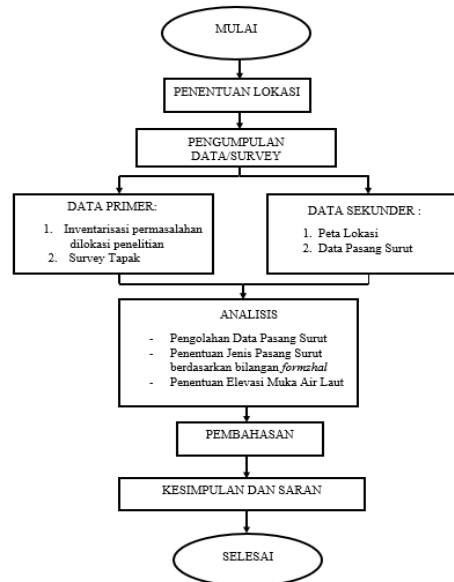 MULAI
PENENTUAN LOKASI
PENGUMPULAN
DATA/SURVEY
DATA PRIMER:
1. Inventarisasi permasalahan
dilokasi penelitian
2. Survey Tapak
DATA SEKUNDER :
1. Peta Lokasi
2. Data Pasang Surut
ANALISIS
- Pengolahan Data Pasang Surut
- Penentuan Jenis Pasang Surut
berdasarkan bilangan formshal
- Penentuan Elevasi Muka Air Laut
PEMBAHASAN
KESIMPULAN DAN SARAN
SELESAI